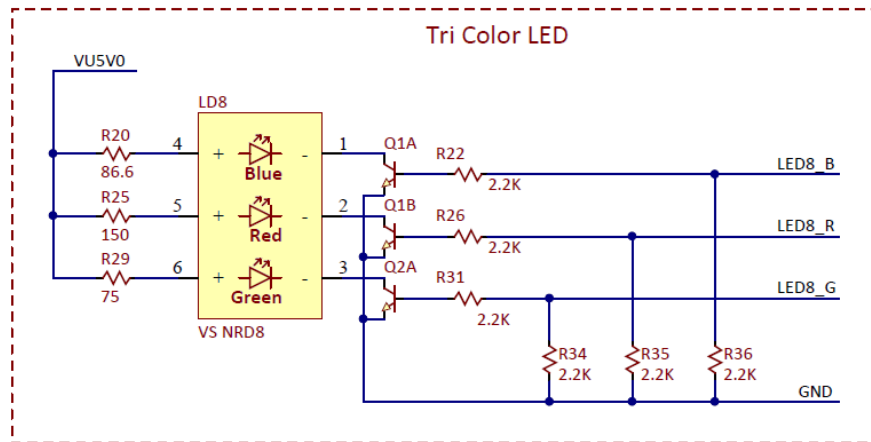 Tri Color LED
VU5V0
LD8
R20
86.6
4
+
Blue
-
1
Q1A
R22
2.2K
LED8_B
R25
150
5
+
Red
-
2
Q1B
R26
2.2K
LED8_R
R29
75
6
+
Green
-
3
Q2A
R31
2.2K
LED8_G
VS NRD8
R34
2.2K
R35
2.2K
R36
2.2K
GND